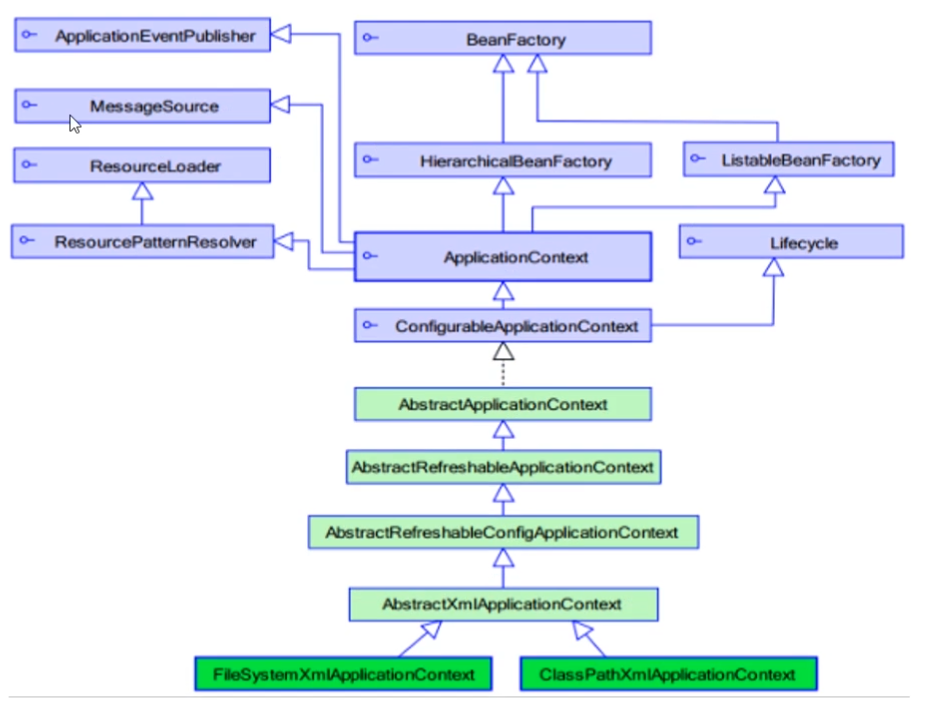 ApplicationEventPublisher
BeanFactory
MessageSource
ResourceLoader
HierarchicalBeanFactory
ListableBeanFactory
ResourcePatternResolver
ApplicationContext
Lifecycle
ConfigurableApplicationContext
AbstractApplicationContext
AbstractRefreshableApplicationContext
AbstractRefreshableConfigApplicationContext
AbstractXmlApplicationContext
FileSystemXmlApplicationContext
ClassPathXmlApplicationContext